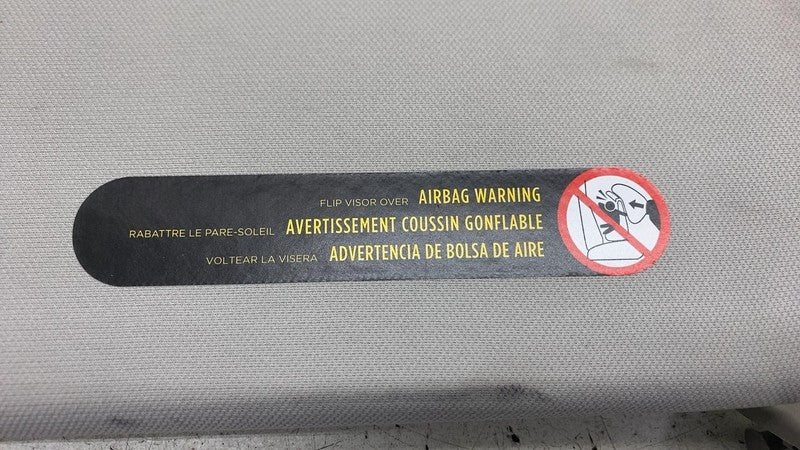 FLIP VISOR OVER AIRBAG WARNING
RABATTRE LE PARE-SOLEIL AVERTISSEMENT COUSSIN GONFLABLE
VOLTEAR LA VISERA ADVERTENCIA DE BOLSA DE AIRE